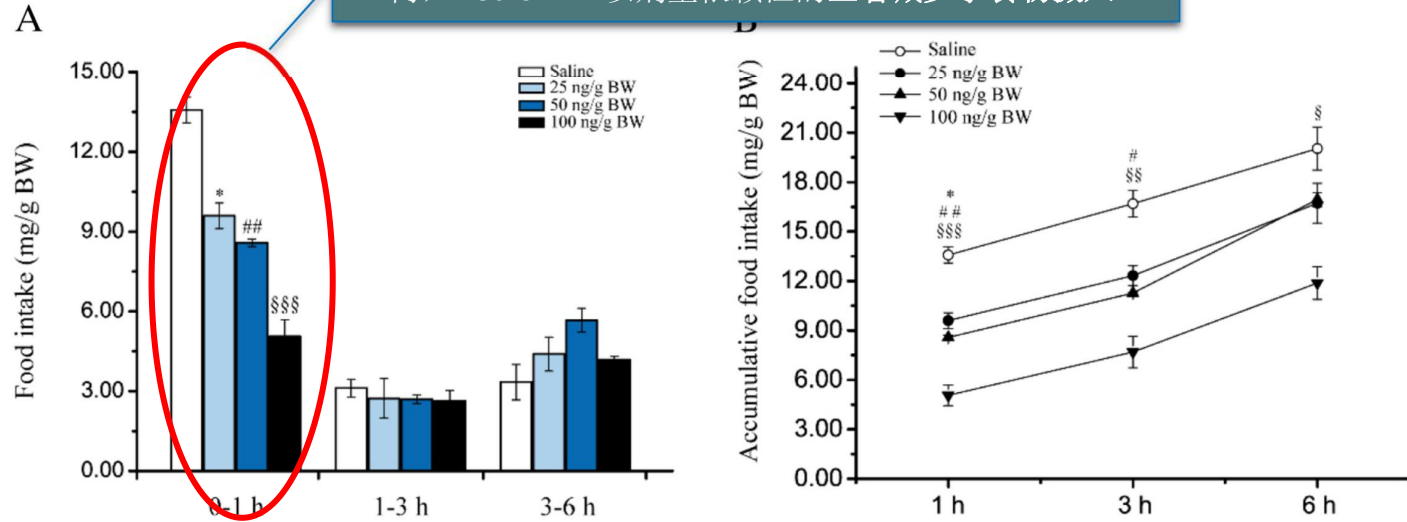 A
B
Food intake (mg/g BW)
15.00
12.00
9.00
6.00
3.00
0.00
Saline
25 ng/g BW
50 ng/g BW
100 ng/g BW
*
##
§§§
0-1 h
1-3 h
3-6 h
Accumulative food intake (mg/g BW)
24.00
21.00
18.00
15.00
12.00
9.00
6.00
3.00
0.00
Saline
25 ng/g BW
50 ng/g BW
100 ng/g BW
*
##
§§§
#
§§
§
1 h
3 h
6 h